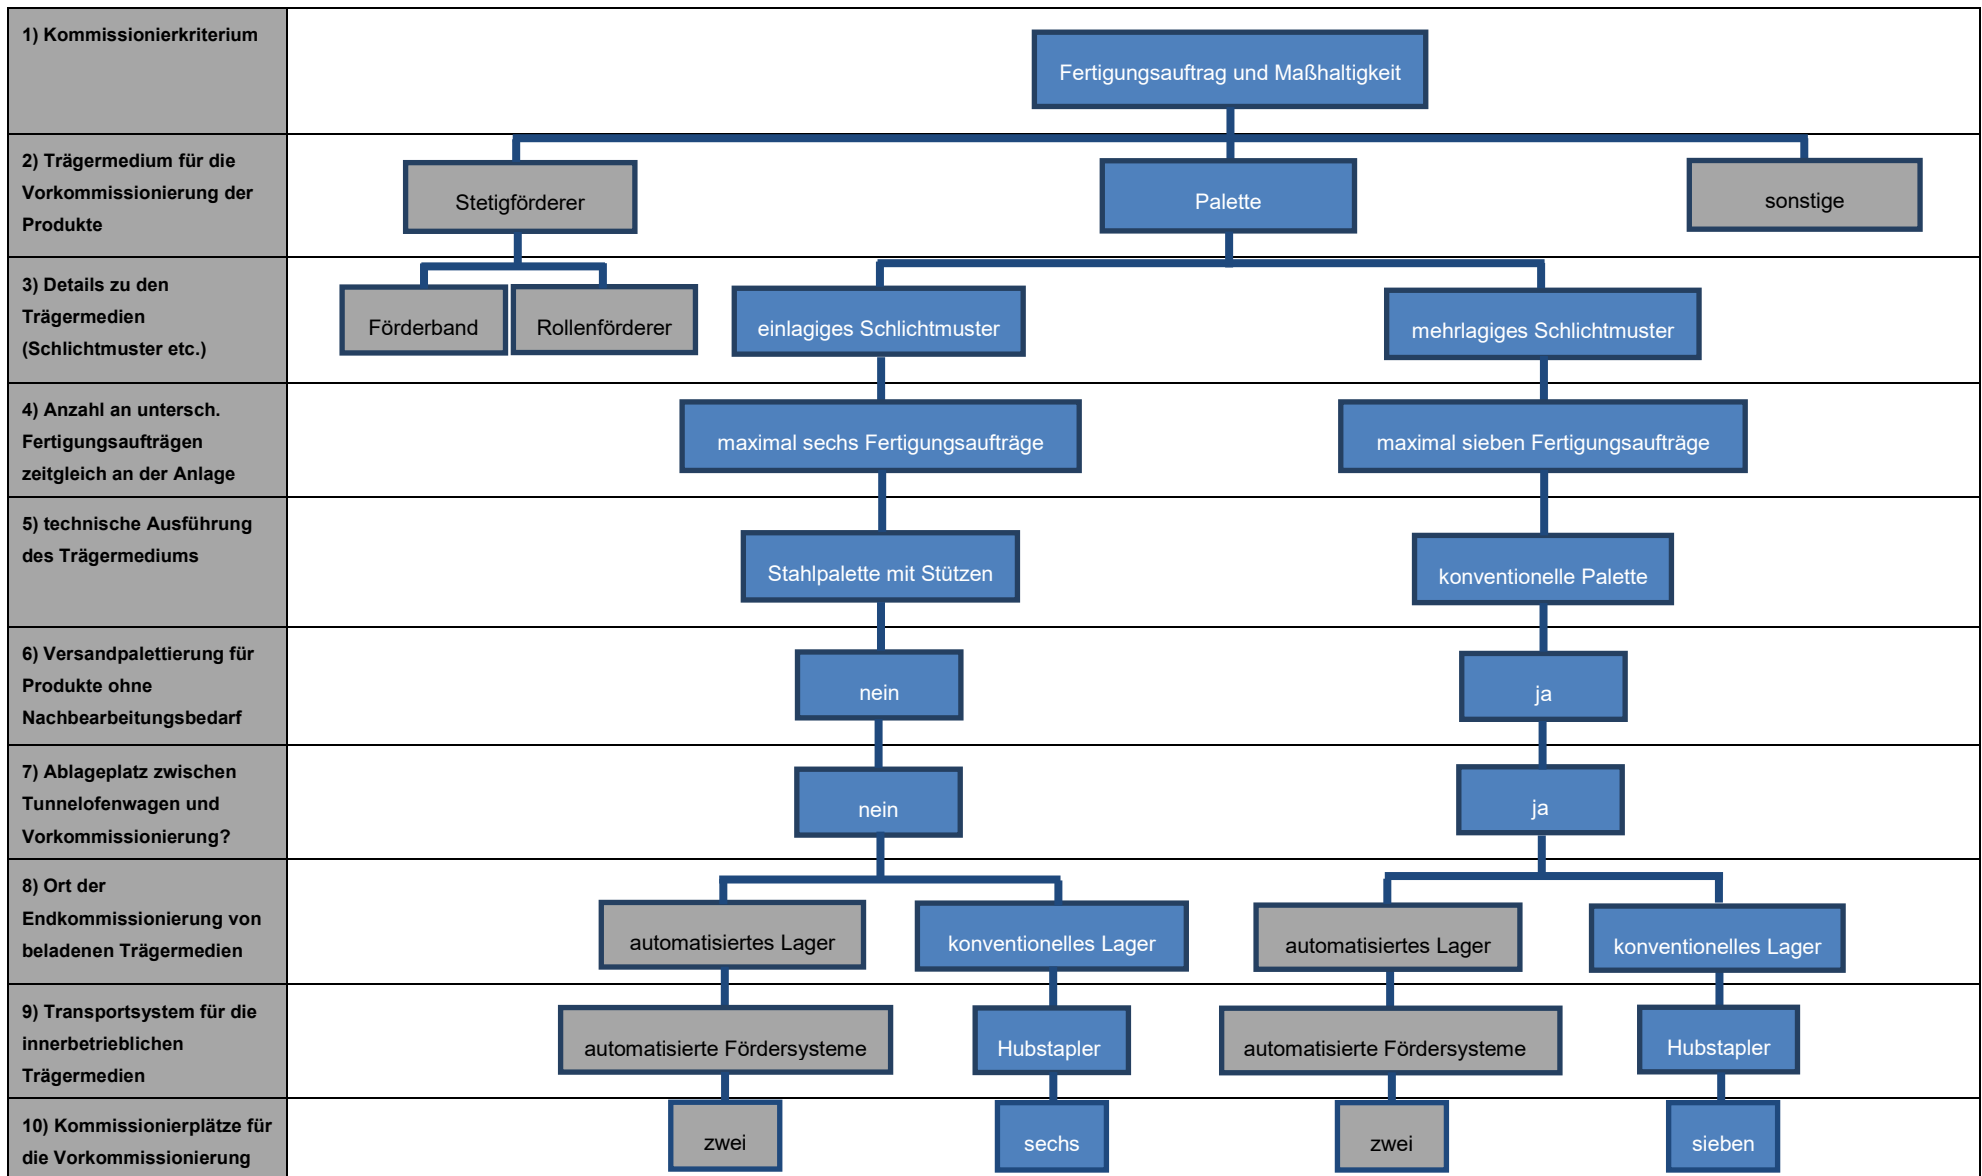 1) Kommissionierkriterium
Fertigungsauftrag und Maßhaltigkeit
2) Trägermedium für die
Vorkommissionierung der
Produkte
Stetigförderer
Palette
sonstige
3) Details zu den
Trägermedien
(Schlichtmuster etc.)
Förderband
Rollenförderer
einlagiges Schlichtmuster
mehrlagiges Schlichtmuster
4) Anzahl an untersch.
Fertigungsaufträgen
zeitgleich an der Anlage
maximal sechs Fertigungsaufträge
maximal sieben Fertigungsaufträge
5) technische Ausführung
des Trägermediums
Stahlpalette mit Stützen
konventionelle Palette
6) Versandpalettierung für
Produkte ohne
Nachbearbeitungsbedarf
nein
ja
7) Ablageplatz zwischen
Tunnelofenwagen und
Vorkommissionierung?
nein
ja
8) Ort der
Endkommissionierung von
beladenen Trägermedien
automatisiertes Lager
konventionelles Lager
automatisiertes Lager
konventionelles Lager
9) Transportsystem für die
innerbetrieblichen
Trägermedien
automatisierte Fördersysteme
Hubstapler
automatisierte Fördersysteme
Hubstapler
10) Kommissionierplätze für
die Vorkommissionierung
zwei
sechs
zwei
sieben